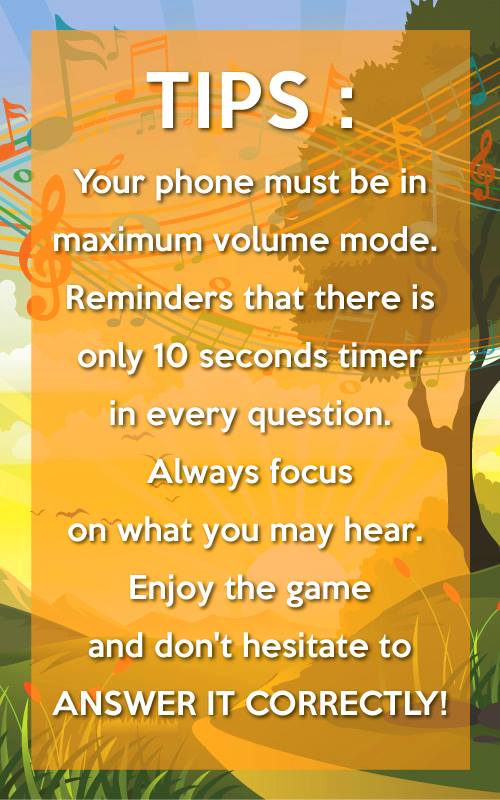 TIPS :
Your phone must be in
maximum volume mode.
Reminders that there is
only 10 seconds timer
in every question.
Always focus
on what you may hear.
Enjoy the game
and don't hesitate to
ANSWER IT CORRECTLY!